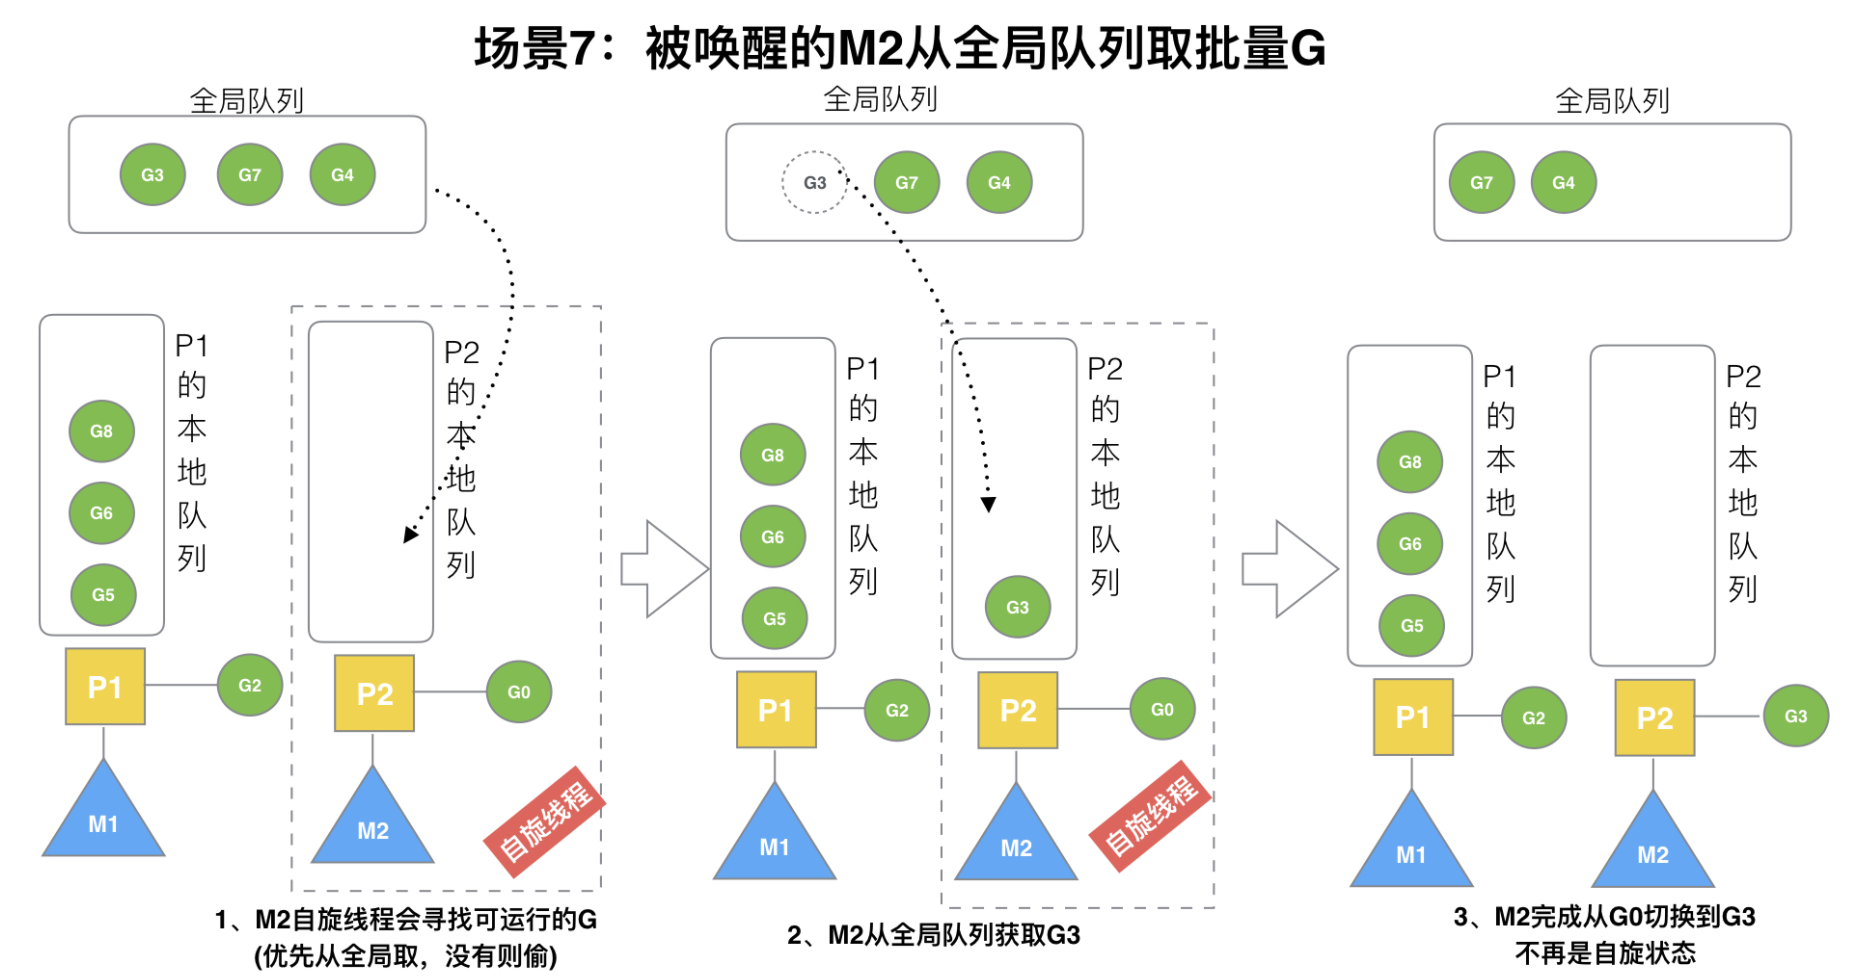 场景7：被唤醒的M2从全局队列取批量G
全局队列
G3 G7 G4
P1的本地队列
G8
G6
G5
P2的本地队列
P1
G2
P2
G0
M1
M2
自旋线程
1、M2自旋线程会寻找可运行的G
(优先从全局取，没有则偷)
全局队列
G3 G7 G4
P1的本地队列
G8
G6
G5
P2的本地队列
G3
P1
G2
P2
G0
M1
M2
自旋线程
2、M2从全局队列获取G3
全局队列
G7 G4
P1的本地队列
G8
G6
G5
P2的本地队列
P1
G2
P2
G3
M1
M2
3、M2完成从G0切换到G3
不再是自旋状态